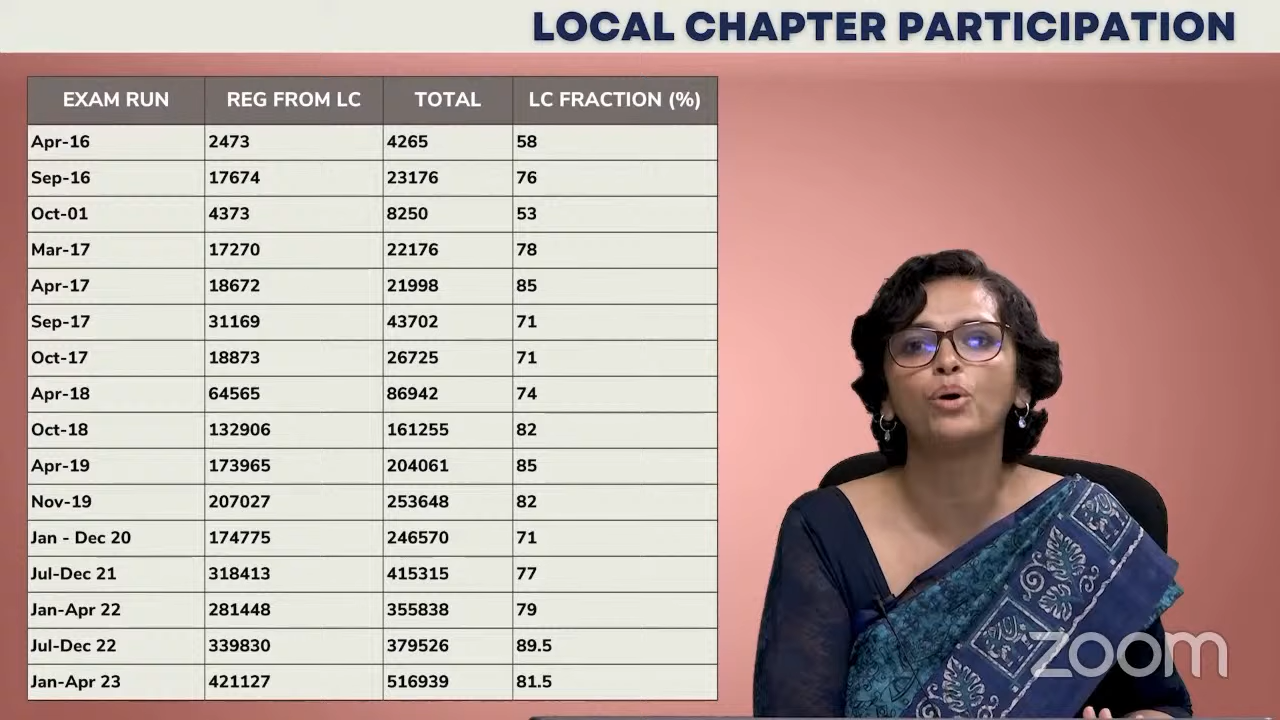 LOCAL CHAPTER PARTICIPATION
EXAM RUN REG FROM LC TOTAL LC FRACTION (%)
Apr-16 2473 4265 58
Sep-16 17674 23176 76
Oct-01 4373 8250 53
Mar-17 17270 22176 78
Apr-17 18672 21998 85
Sep-17 31169 43702 71
Oct-17 18873 26725 71
Apr-18 64565 86942 74
Oct-18 132906 161255 82
Apr-19 173965 204061 85
Nov-19 207027 253648 82
Jan - Dec 20 174775 246570 71
Jul-Dec 21 318413 415315 77
Jan-Apr 22 281448 355838 79
Jul-Dec 22 339830 379526 89.5
Jan-Apr 23 421127 516939 81.5
zoom